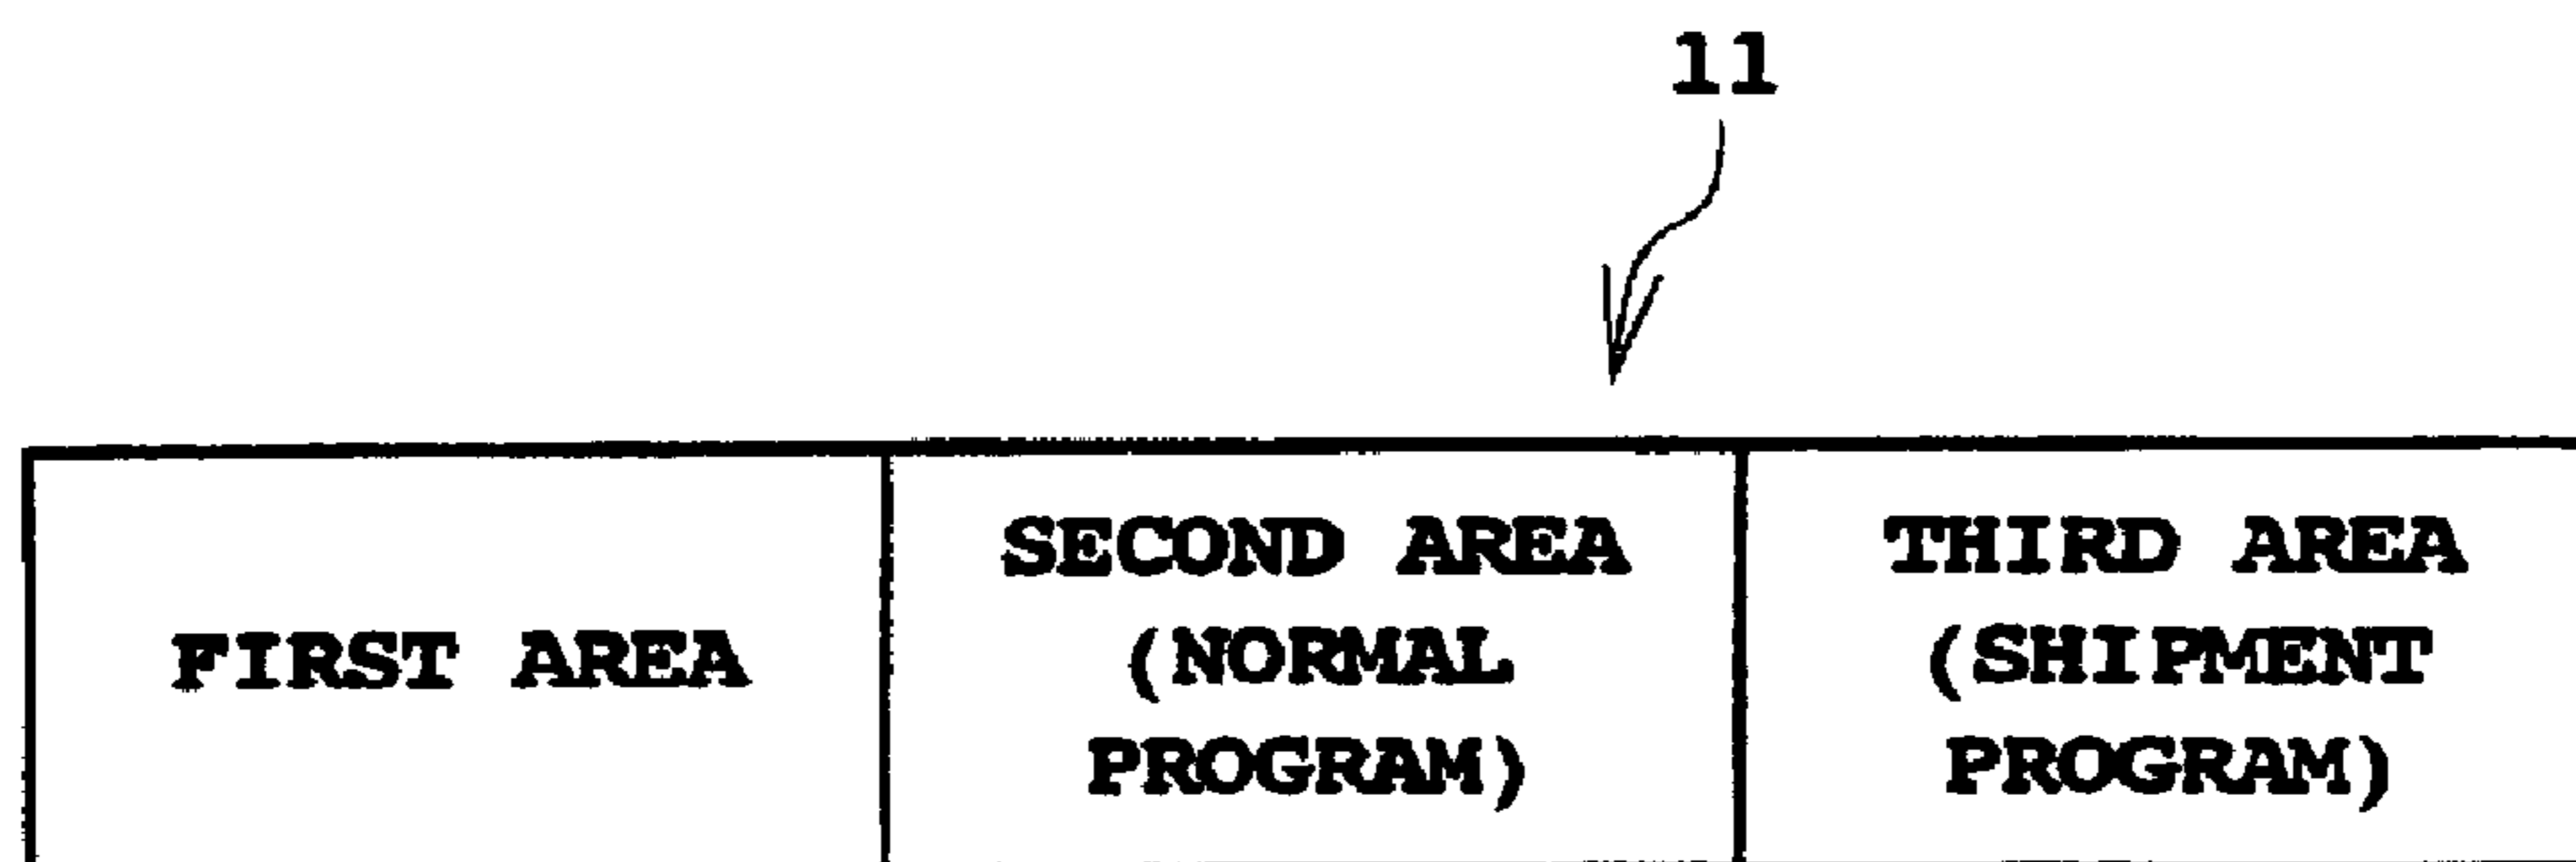 11
FIRST AREA
SECOND AREA
(NORMAL
PROGRAM)
THIRD AREA
(SHIPMENT
PROGRAM)